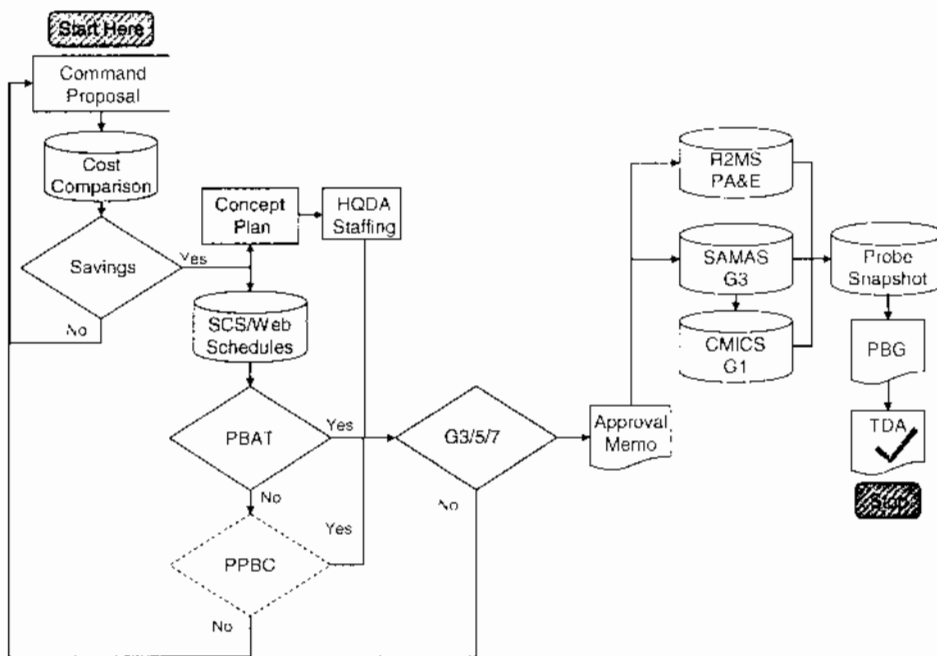 Start Here
Command
Proposal
Cost
Comparison
Savings
Yes
No
Concept
Plan
HQDA
Staffing
SCS/Web
Schedules
PBAT
Yes
No
PPBC
Yes
No
G3/5/7
No
Approval
Memo
R2MS
PA&E
SAMAS
G3
CMICS
G1
Probe
Snapshot
PBG
TDA
Stop